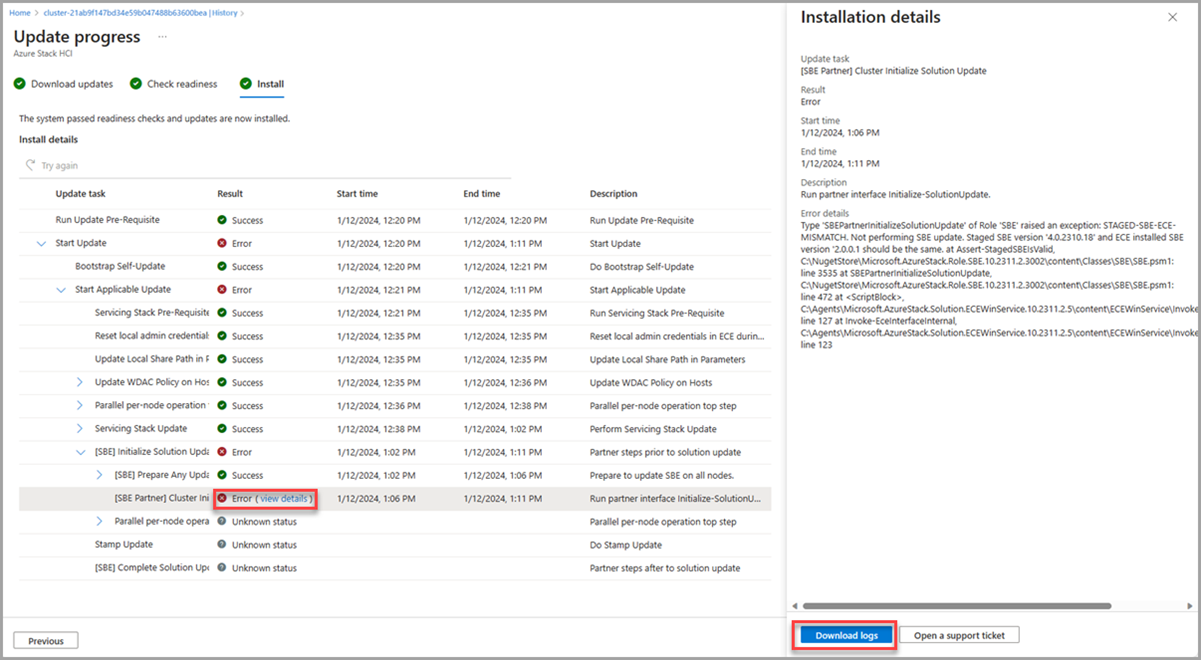 Home > cluster-21ab9f147bd34e59b047488b63600bea | History >
Update progress ...
Azure Stack HCI
Download updates Check readiness Install
The system passed readiness checks and updates are now installed.
Install details
Try again
Update task Result Start time End time Description
Run Update Pre-Requisite Success 1/12/2024, 12:20 PM 1/12/2024, 12:20 PM Run Update Pre-Requisite
Start Update Error 1/12/2024, 12:20 PM 1/12/2024, 1:11 PM Start Update
Bootstrap Self-Update Success 1/12/2024, 12:20 PM 1/12/2024, 12:21 PM Do Bootstrap Self-Update
Start Applicable Update Error 1/12/2024, 12:21 PM 1/12/2024, 1:11 PM Start Applicable Update
Servicing Stack Pre-Requisite Success 1/12/2024, 12:21 PM 1/12/2024, 12:35 PM Run Servicing Stack Pre-Requisite
Reset local admin credential Success 1/12/2024, 12:35 PM 1/12/2024, 12:35 PM Reset local admin credentials in ECE durin...
Update Local Share Path in P Success 1/12/2024, 12:35 PM 1/12/2024, 12:35 PM Update Local Share Path in Parameters
Update WDAC Policy on Hos Success 1/12/2024, 12:35 PM 1/12/2024, 12:36 PM Update WDAC Policy on Hosts
Parallel per-node operation Success 1/12/2024, 12:36 PM 1/12/2024, 12:38 PM Parallel per-node operation top step
Servicing Stack Update Success 1/12/2024, 12:38 PM 1/12/2024, 1:02 PM Perform Servicing Stack Update
[SBE] Initialize Solution Upda Error 1/12/2024, 1:02 PM 1/12/2024, 1:11 PM Partner steps prior to solution update
[SBE] Prepare Any Upda Success 1/12/2024, 1:02 PM 1/12/2024, 1:06 PM Prepare to update SBE on all nodes.
[SBE Partner] Cluster Ini Error ( view details ) 1/12/2024, 1:06 PM 1/12/2024, 1:11 PM Run partner interface Initialize-SolutionU...
Parallel per-node opera Unknown status Parallel per-node operation top step
Stamp Update Unknown status Do Stamp Update
[SBE] Complete Solution Upd Unknown status Partner steps after to solution update
Previous
Installation details
Update task
[SBE Partner] Cluster Initialize Solution Update
Result
Error
Start time
1/12/2024, 1:06 PM
End time
1/12/2024, 1:11 PM
Description
Run partner interface Initialize-SolutionUpdate.
Error details
Type 'SBEPartnerInitializeSolutionUpdate' of Role 'SBE' raised an exception: STAGED-SBE-ECE-
MISMATCH. Not performing SBE update. Staged SBE version '4.0.2310.18' and ECE installed SBE
version '2.0.0.1 should be the same. at Assert-StagedSBEIsValid,
C:\NugetStore\Microsoft.AzureStack.Role.SBE.10.2311.2.3002\content\Classes\SBE\SBE.psm1:
line 3535 at SBEPartnerInitializeSolutionUpdate,
C:\NugetStore\Microsoft.AzureStack.Role.SBE.10.2311.2.3002\content\Classes\SBE\SBE.psm1:
line 472 at <ScriptBlock>,
C:\Agents\Microsoft.AzureStack.Solution.ECEWinService.10.2311.2.5\content\ECEWinService\Invoke
line 127 at Invoke-EceInterfaceInternal,
C:\Agents\Microsoft.AzureStack.Solution.ECEWinService.10.2311.2.5\content\ECEWinService\Invoke
line 123
Download logs Open a support ticket